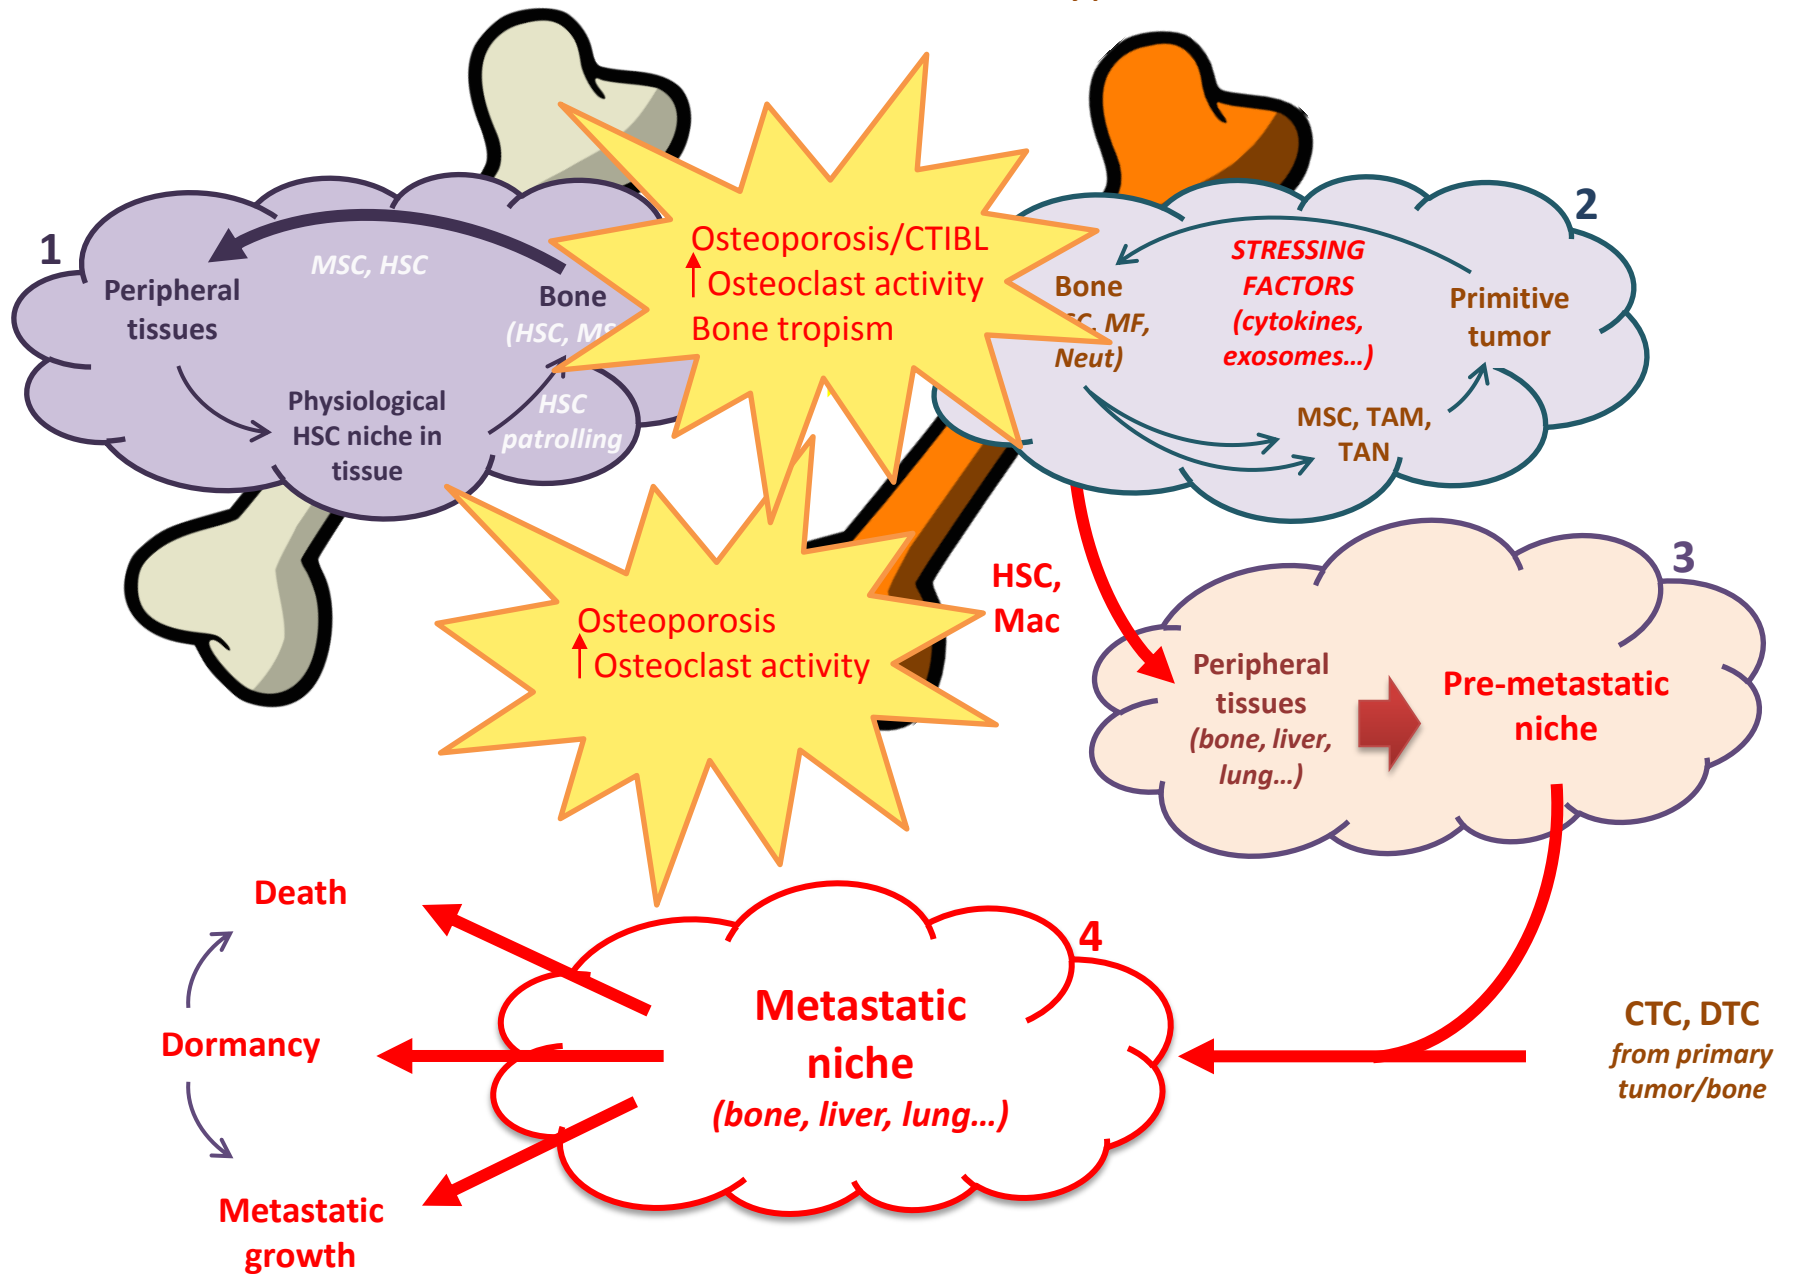 1
Peripheral
tissues
MSC, HSC
Bone
(HSC,
Physiological
HSC niche in
tissue
HSC
patrolling
Osteoporosis/CTIBL
Osteoclast activity
Bone tropism
2
Bone
MF,
Neut)
STRESSING
FACTORS
(cytokines,
exosomes...)
Primitive
tumor
MSC, TAM,
TAN
Osteoporosis
Osteoclast activity
HSC,
Mac
3
Peripheral
tissues
(bone, liver,
lung...)
Pre-metastatic
niche
4
Metastatic
niche
(bone, liver, lung...)
CTC, DTC
from primary
tumor/bone
Death
Dormancy
Metastatic
growth